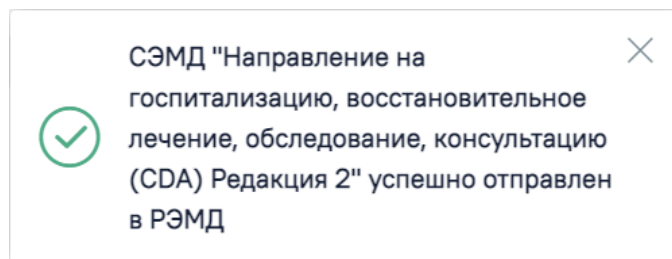 СЭМД "Направление на
госпитализацию, восстановительное
лечение, обследование, консультацию
(CDA) Редакция 2" успешно отправлен
в РЭМД